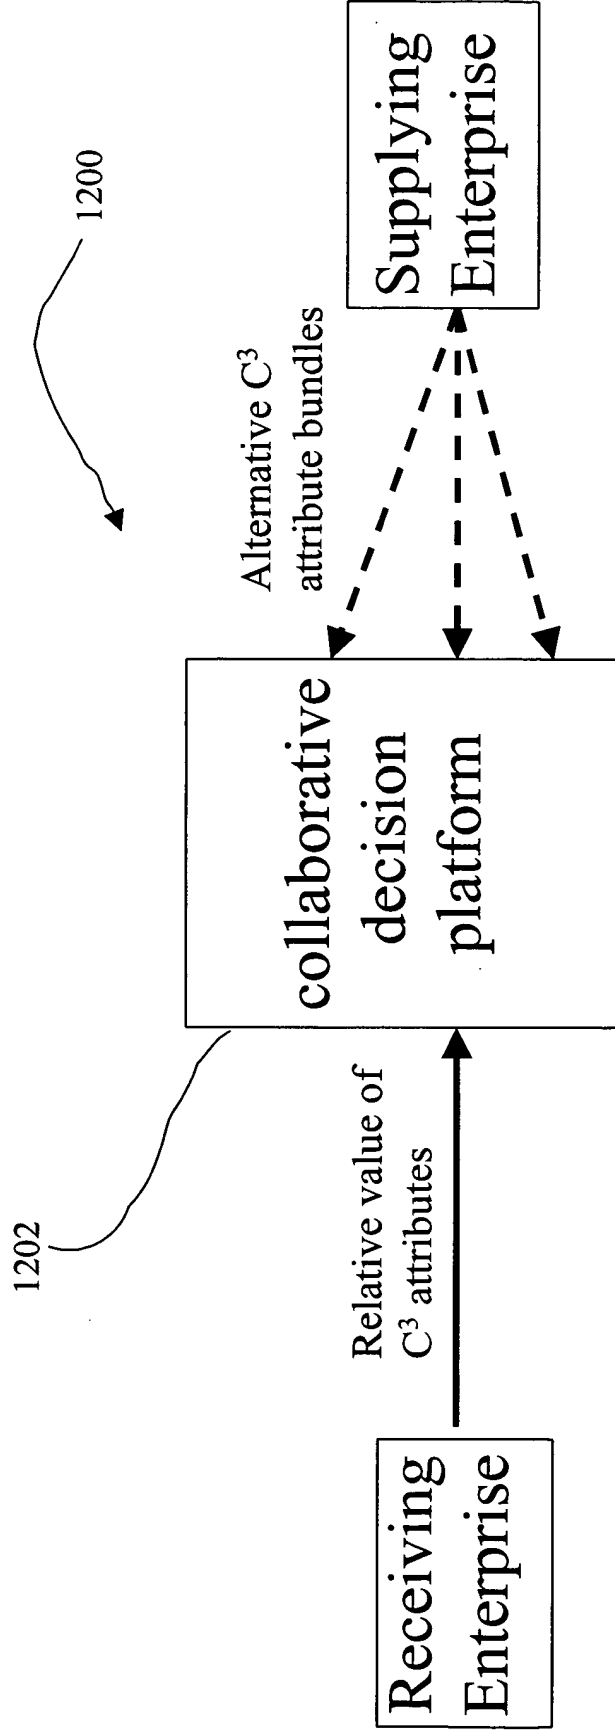 1200
1202
Receiving
Enterprise
Relative value of
C³ attributes
collaborative
decision
platform
Alternative C³
attribute bundles
Supplying
Enterprise